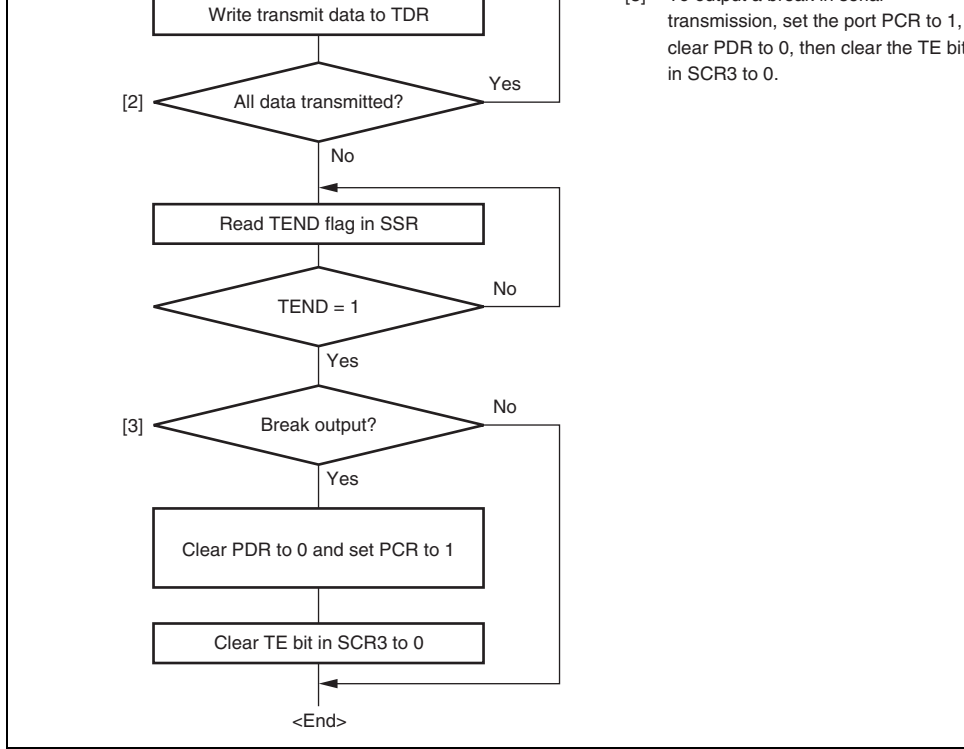 Write transmit data to TDR
transmission, set the port PCR to 1,
clear PDR to 0, then clear the TE bit
in SCR3 to 0.
[2]
All data transmitted?
Yes
No
Read TEND flag in SSR
TEND = 1
No
Yes
[3]
Break output?
No
Yes
Clear PDR to 0 and set PCR to 1
Clear TE bit in SCR3 to 0
<End>